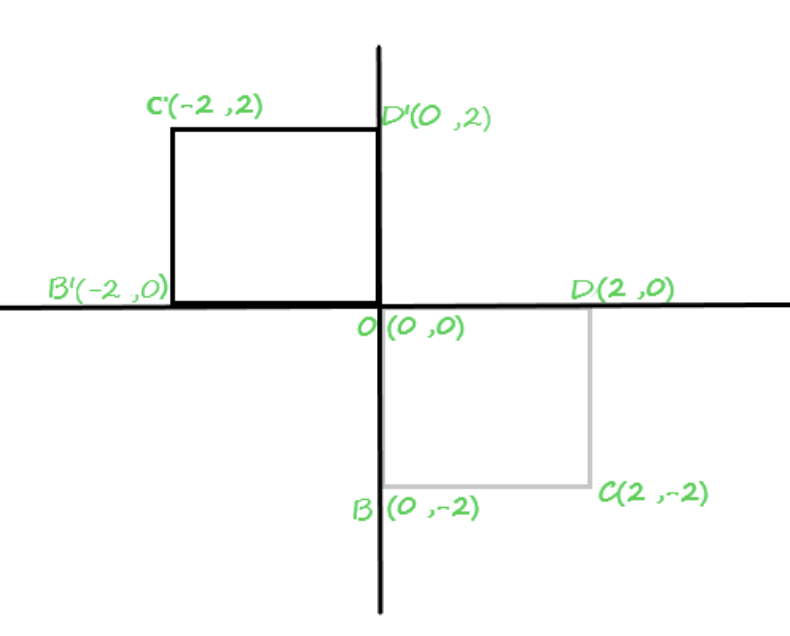 C'(-2 ,2)
D'(0 ,2)
B'(-2 ,0)
D(2 ,0)
O (0 ,0)
C(2 ,-2)
B (0 ,-2)